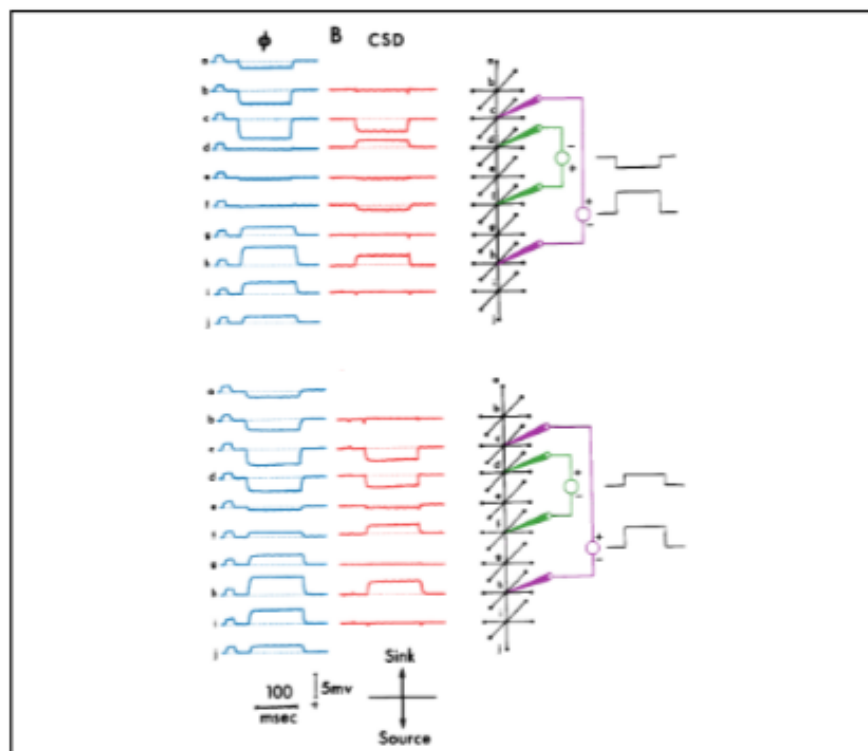 ϕ B CSD
a
b
c
d
e
f
g
h
i
j
a
b
c
d
e
f
g
h
i
j
a
b
c
d
e
f
g
h
i
j
a
b
c
d
e
f
g
h
i
j
- +
+ -
+ -
+ -
100
msec
5mv
Sink
Source